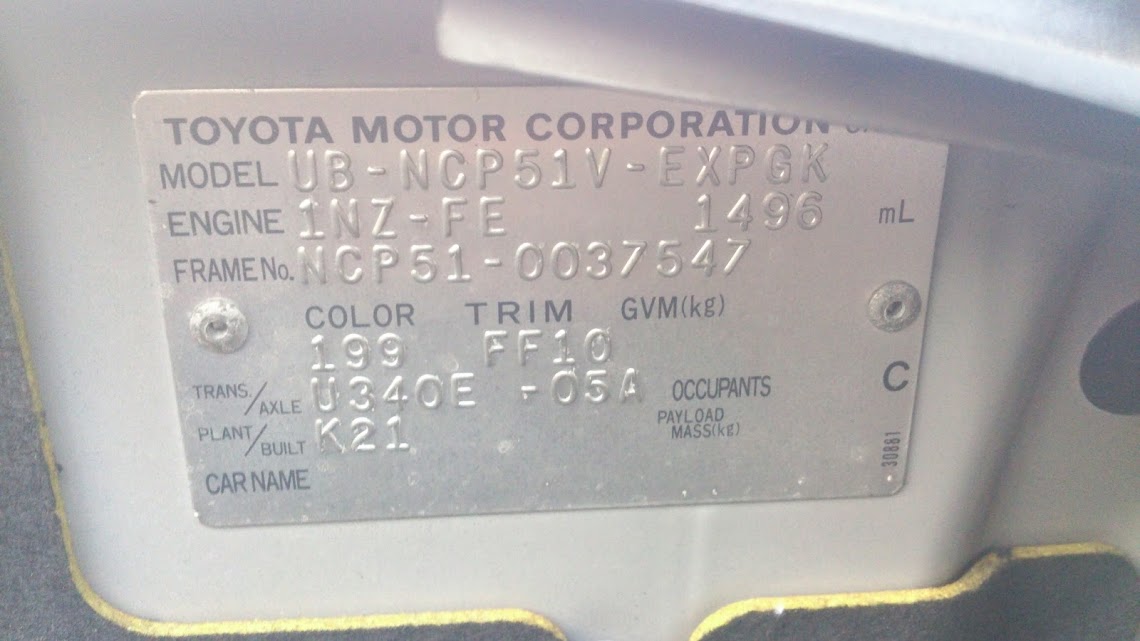 TOYOTA MOTOR CORPORATION
MODEL UB-NCP51V-EXPGK
ENGINE 1NZ-FE 1496 mL
FRAME No. NCP51-0037547
COLOR TRIM GVM(kg)
199 FF10
TRANS./AXLE U340E -05A OCCUPANTS C
PAYLOAD MASS(kg)
PLANT/BUILT K21
CAR NAME
30881